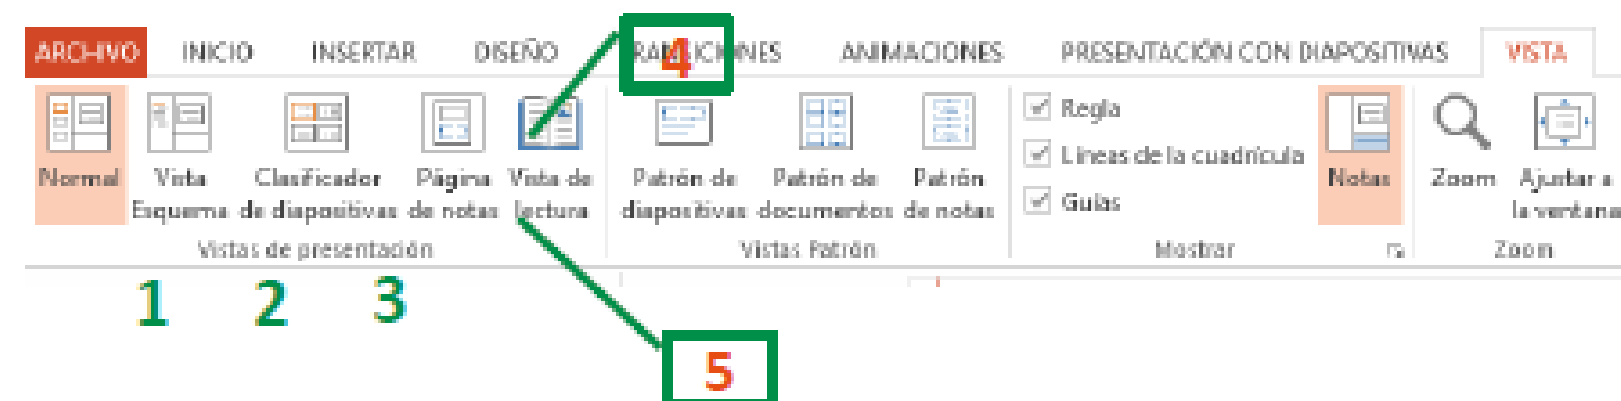 ARCHIVO INICIO INSERTAR DISEÑO 4 ANIMACIONES PRESENTACIÓN CON DIAPOSITIVAS VISTA
Normal Vista Esquema Clasificador de diapositivas Página de notas Vista de lectura
Patrón de diapositivas Patrón de documentos Patrón de notas
Regla
Líneas de la cuadrícula
Guías
Notas
Zoom Ajustar a la ventana
Vistas de presentación Vistas Patrón Mostrar Zoom
1 2 3
5